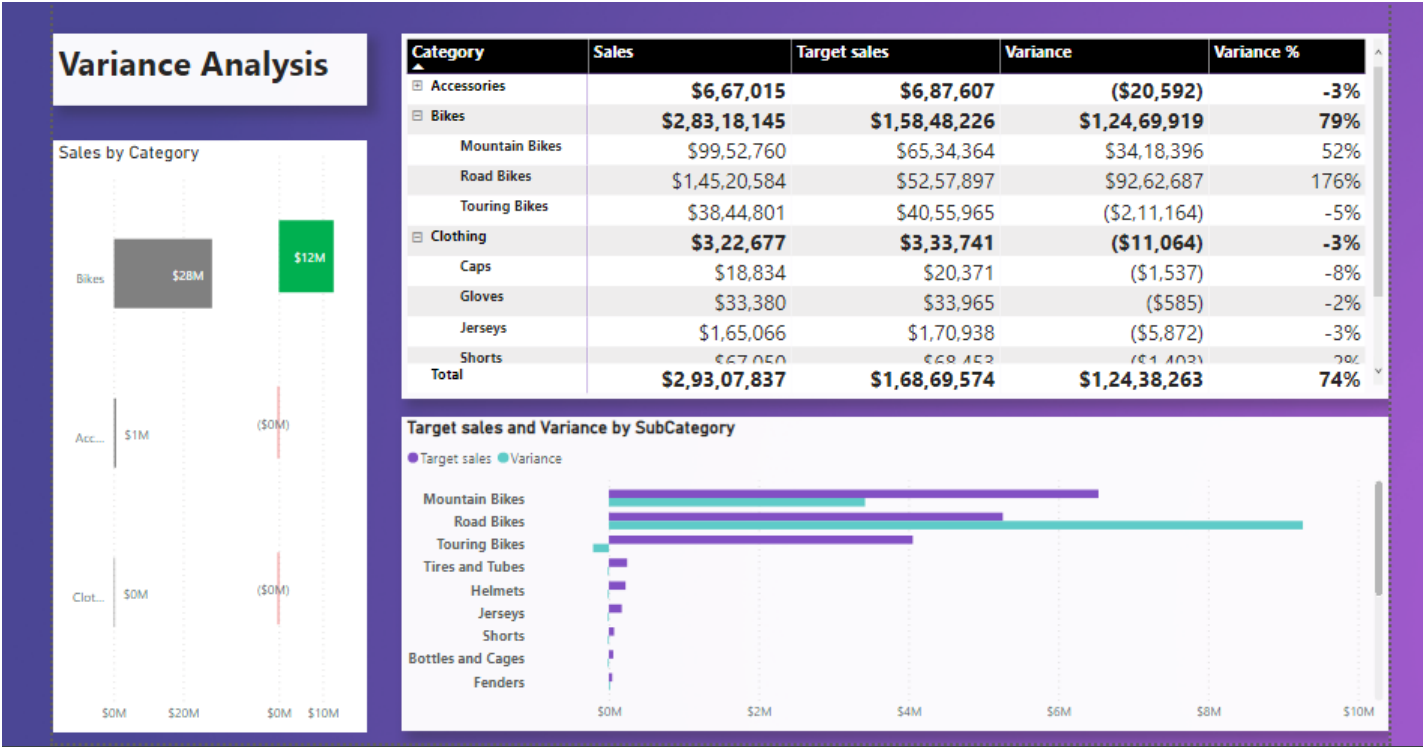 Variance Analysis
Sales by Category
Bikes $28M $12M
Acc... $1M ($0M)
Clot... $0M ($0M)
$0M $20M $0M $10M
Category Sales Target sales Variance Variance %
Accessories $6,67,015 $6,87,607 ($20,592) -3%
Bikes $2,83,18,145 $1,58,48,226 $1,24,69,919 79%
Mountain Bikes $99,52,760 $65,34,364 $34,18,396 52%
Road Bikes $1,45,20,584 $52,57,897 $92,62,687 176%
Touring Bikes $38,44,801 $40,55,965 ($2,11,164) -5%
Clothing $3,22,677 $3,33,741 ($11,064) -3%
Caps $18,834 $20,371 ($1,537) -8%
Gloves $33,380 $33,965 ($585) -2%
Jerseys $1,65,066 $1,70,938 ($5,872) -3%
Shorts $67,050 $68,453 ($1,403) -2%
Total $2,93,07,837 $1,68,69,574 $1,24,38,263 74%
Target sales and Variance by SubCategory
Target sales Variance
Mountain Bikes
Road Bikes
Touring Bikes
Tires and Tubes
Helmets
Jerseys
Shorts
Bottles and Cages
Fenders
$0M $2M $4M $6M $8M $10M